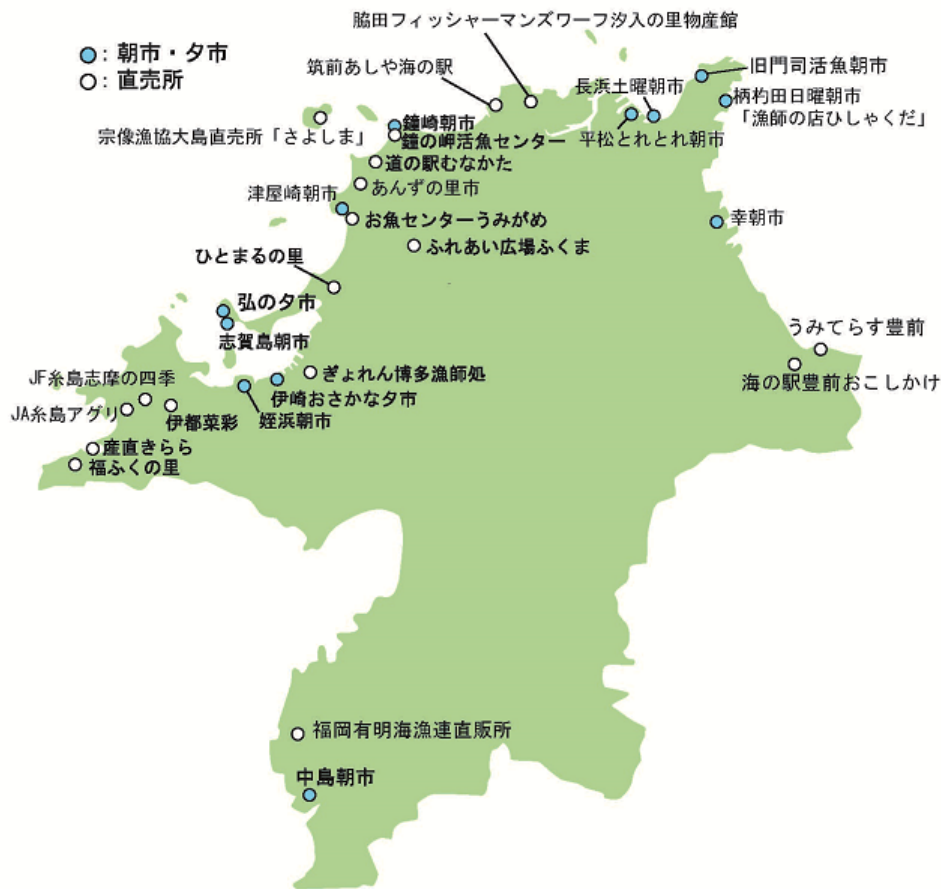 脇田フィッシャーマンズワーフ汐入の里物産館
：朝市・夕市
：直売所
筑前あしや海の駅
旧門司活魚朝市
長浜土曜朝市
柄杓田日曜朝市
「漁師の店ひしゃくだ」
宗像漁協大島直売所「さよしま」
鐘崎朝市
鐘の岬活魚センター
平松とれとれ朝市
道の駅むなかた
あんずの里市
津屋崎朝市
お魚センターうみがめ
幸朝市
ふれあい広場ふくま
ひとまるの里
弘の夕市
志賀島朝市
うみてらす豊前
海の駅豊前おこしかけ
JF糸島志摩の四季
ぎょれん博多漁師処
JA糸島アグリ
伊都菜彩
姪浜朝市
伊崎おさかな夕市
産直きらら
福ふくの里
福岡有明海漁連直販所
中島朝市